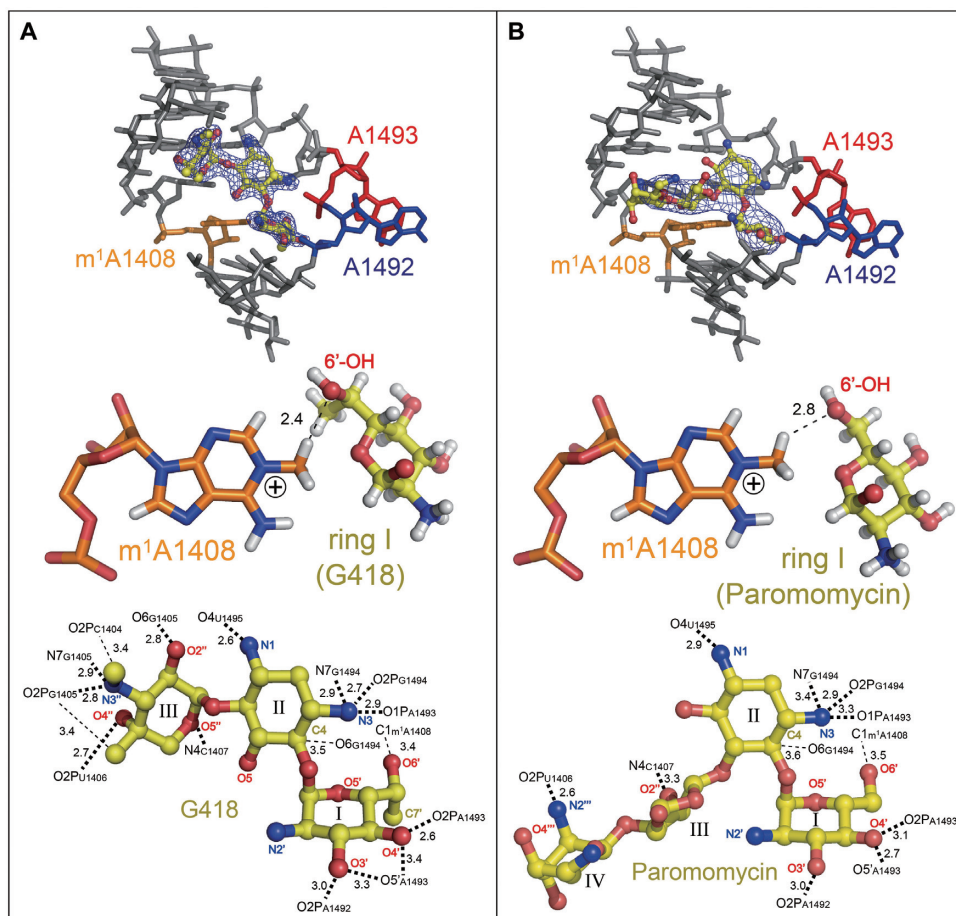 A
A1493
m¹A1408
A1492
6'-OH
2.4
+
m¹A1408
ring I
(G418)
O6G1405
O4U1495
O2PC1404
2.8
2.6
N1
3.4
O2''
N7G1405
N7G1494
2.9
2.7
O2PG1494
O2PG1405
2.8
N3''
III
II
2.9
2.9
O1PA1493
O4''
N3
3.4
O5''
C4
C1m¹A1408
2.7
3.5
O6G1494
3.4
O2PU1406
N4C1407
O5
O6'
G418
O5'
I
C7'
O2PA1493
N2'
2.6
O4'
O3'
3.4
3.0
3.3
O5'A1493
O2PA1492
B
A1493
m¹A1408
A1492
6'-OH
2.8
+
m¹A1408
ring I
(Paromomycin)
O4U1495
2.9
N1
N7G1494
3.4
2.9
O2PG1494
II
3.3
O1PA1493
N3
C4
C1m¹A1408
3.6
O6G1494
N4C1407
3.5
O2PU1406
3.3
O6'
2.6
O2''
O5'
N2'''
I
O2PA1493
O4'''
III
N2'
O4'
3.1
Paromomycin
2.7
IV
O3'
O5'A1493
3.0
O2PA1492